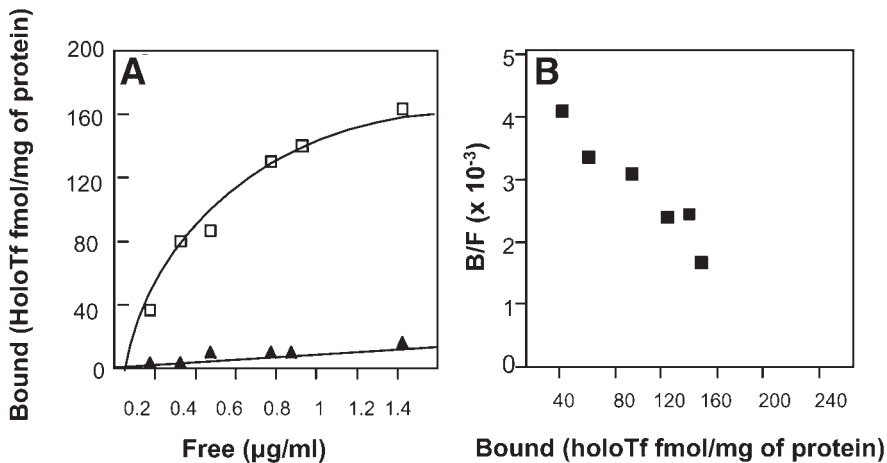 A
Bound (HoloTf fmol/mg of protein)
200
160
120
80
40
0
0.2 0.4 0.6 0.8 1 1.2 1.4
Free (µg/ml)
B
B/F (x 10-3)
5
4
3
2
1
0
40 80 120 160 200 240
Bound (holoTf fmol/mg of protein)